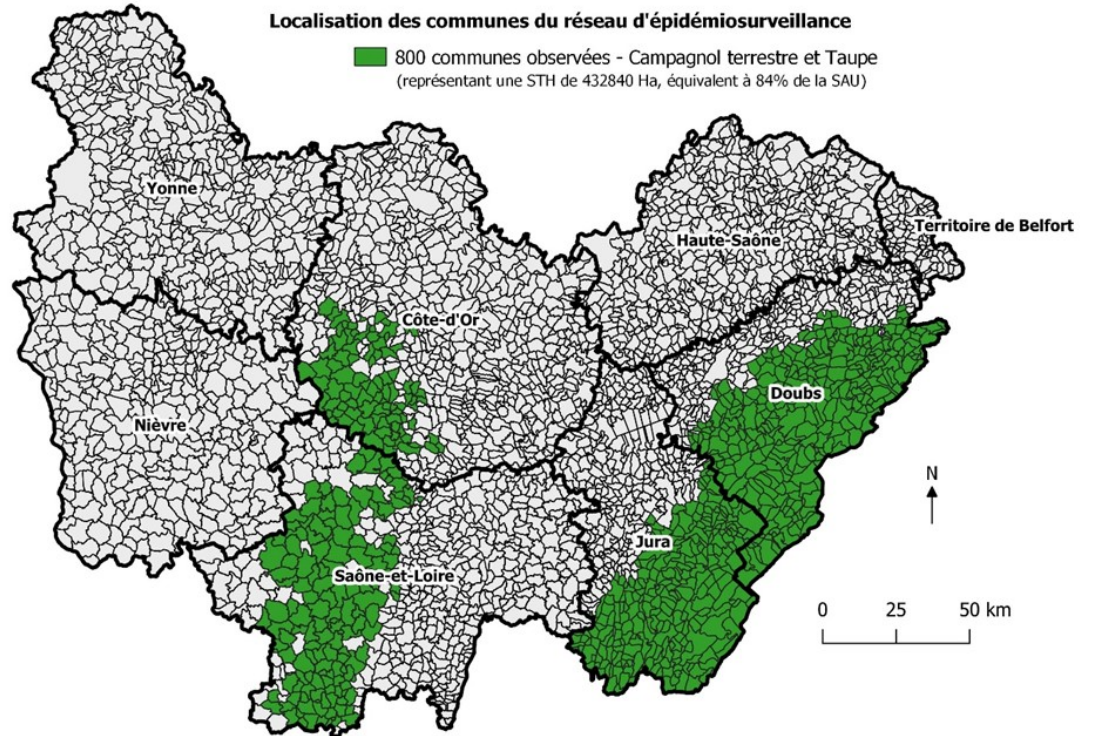 Localisation des communes du réseau d'épidémiosurveillance
800 communes observées - Campagnol terrestre et Taupe
(représentant une STH de 432840 Ha, équivalent à 84% de la SAU)
Yonne
Haute-Saône
Territoire de Belfort
Côte-d'Or
Doubs
Nièvre
N
Jura
Saône-et-Loire
0 25 50 km